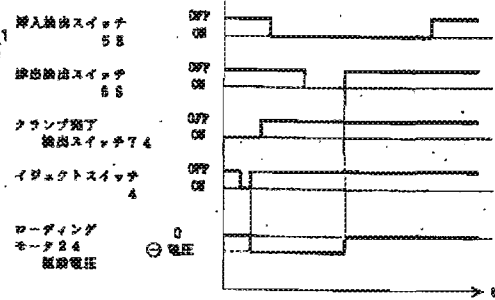 挿入検出スイッチ
58
OFF
ON
排出検出スイッチ
68
OFF
ON
クランプ完了
検出スイッチ74
OFF
ON
イジェクトスイッチ
4
OFF
ON
ローディング
モータ24
駆動電圧
0
⊖ 電圧
t